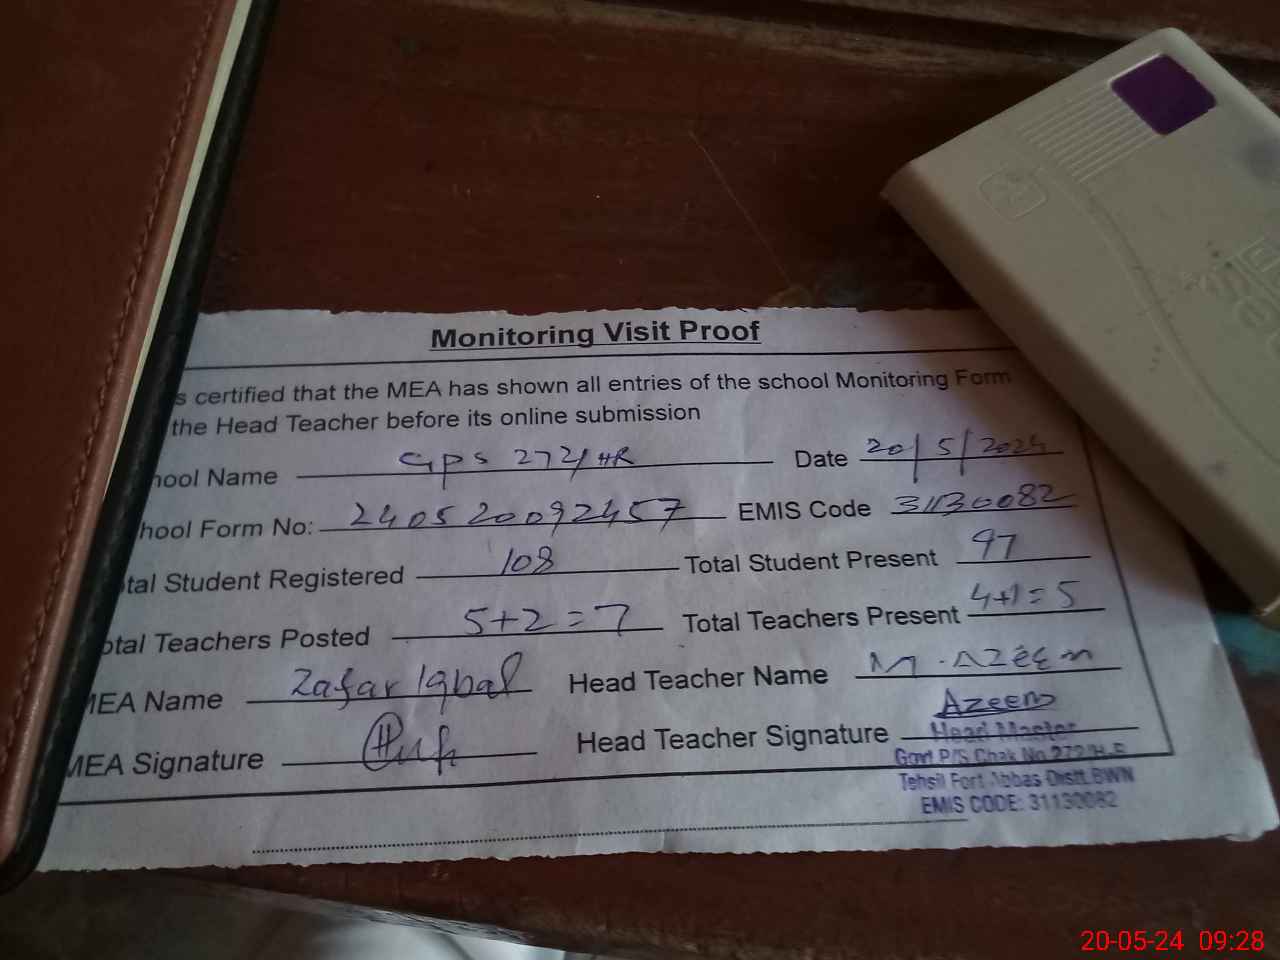 Monitoring Visit Proof
s certified that the MEA has shown all entries of the school Monitoring Form
the Head Teacher before its online submission
hool Name GPS 272/HR Date 20/5/2024
hool Form No: 240520092457 EMIS Code 31130082
tal Student Registered 108 Total Student Present 97
otal Teachers Posted 5+2=7 Total Teachers Present 4+1=5
MEA Name Zafar Iqbal Head Teacher Name M.AZEEM
MEA Signature Head Teacher Signature Azeem
Head Master
Govt P/S Chak No 272/H.R
Tehsil Fort Abbas Distt BWN
EMIS CODE: 31130082
20-05-24 09:28